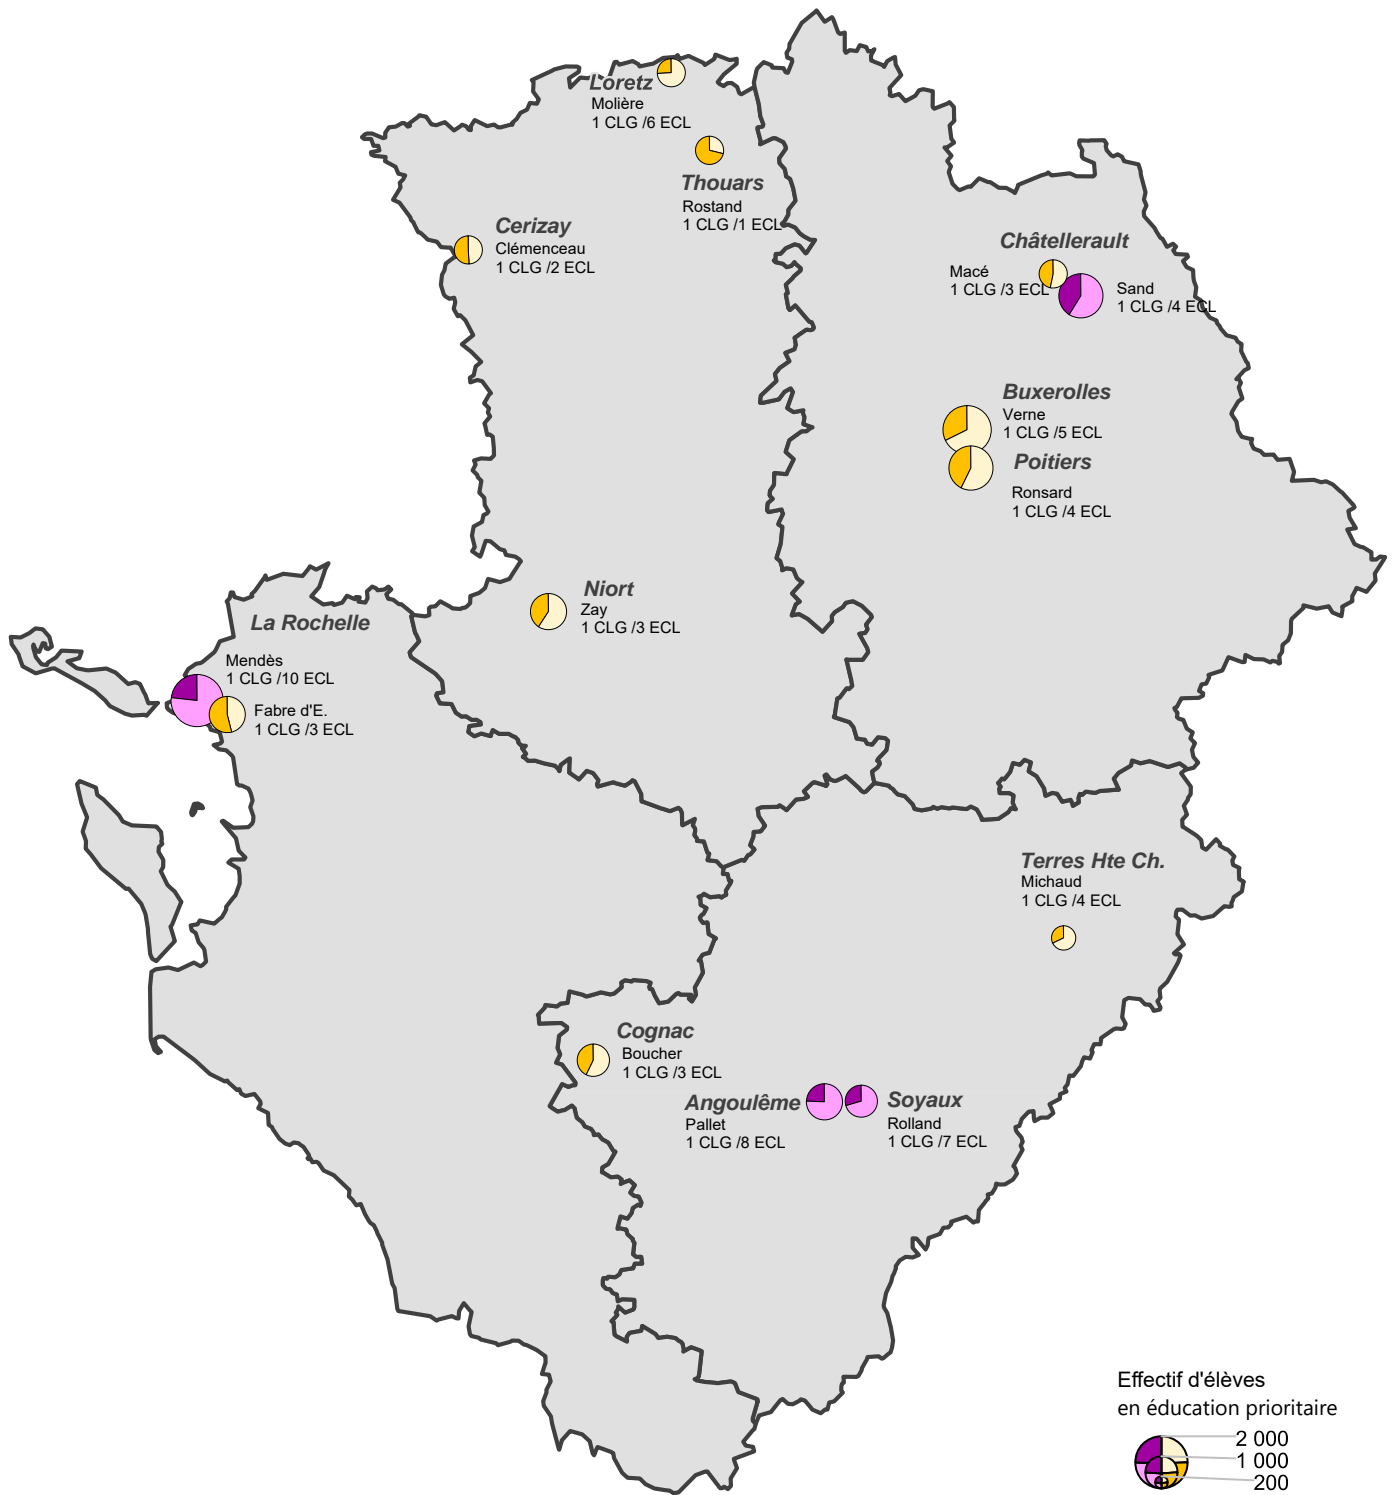 Loretz
Molière
1 CLG /6 ECL
Thouars
Rostand
1 CLG /1 ECL
Cerizay
Clémenceau
1 CLG /2 ECL
Châtellerault
Macé
1 CLG /3 ECL
Sand
1 CLG /4 ECL
Buxerolles
Verne
1 CLG /5 ECL
Poitiers
Ronsard
1 CLG /4 ECL
Niort
Zay
1 CLG /3 ECL
La Rochelle
Mendès
1 CLG /10 ECL
Fabre d'E.
1 CLG /3 ECL
Terres Hte Ch.
Michaud
1 CLG /4 ECL
Cognac
Boucher
1 CLG /3 ECL
Angoulême
Pallet
1 CLG /8 ECL
Soyaux
Rolland
1 CLG /7 ECL
Effectif d'élèves
en éducation prioritaire
2 000
1 000
200